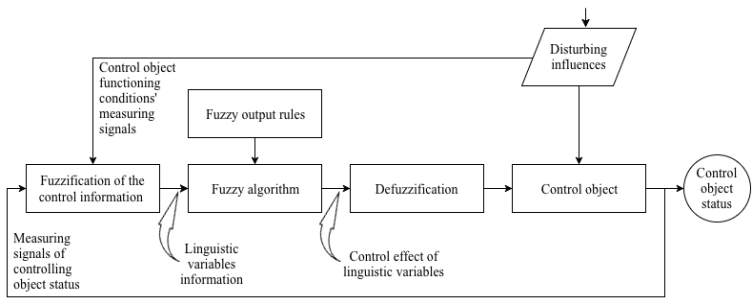 Disturbing
influences
Control object
functioning
conditions'
measuring
signals
Fuzzy output rules
Fuzzification of the
control information
Fuzzy algorithm
Defuzzification
Control object
Control
object
status
Measuring
signals of
controlling
object status
Linguistic
variables
information
Control effect of
linguistic variables